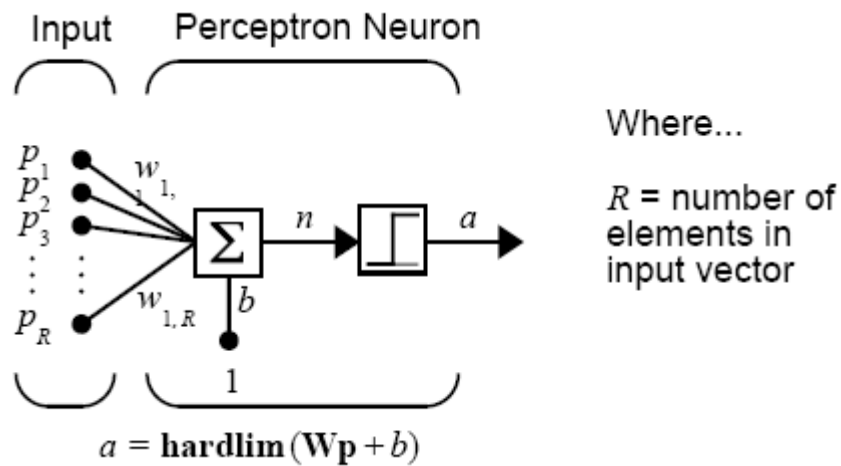 Input Perceptron Neuron
Where...
p1
w1,1
p2
p3
Σ
n
a
R = number of
elements in
input vector
w1,R
b
pR
1
a = hardlim (Wp + b)